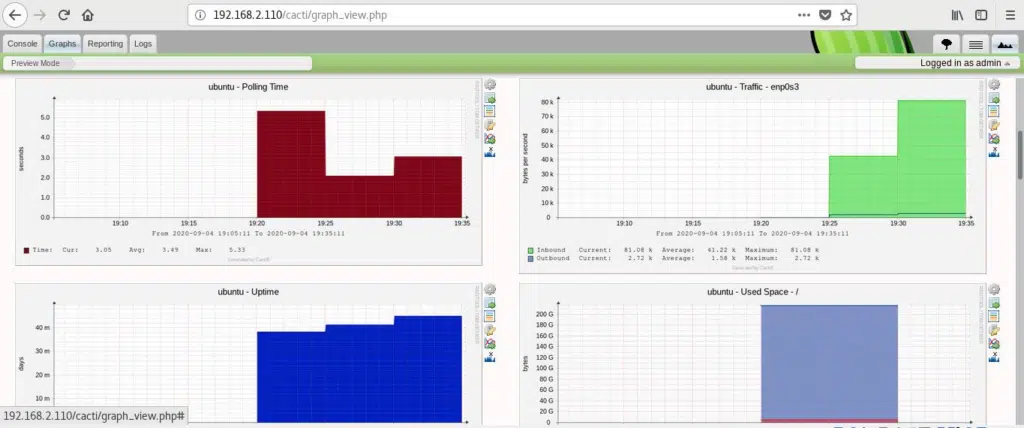 192.168.2.110/cacti/graph_view.php
Console Graphs Reporting Logs
Preview Mode
Logged in as admin
ubuntu - Polling Time
seconds
5.0
4.0
3.0
2.0
1.0
0.0
19:10 19:15 19:20 19:25 19:30 19:35
From 2020-09-04 19:05:11 To 2020-09-04 19:35:11
Time: Cur: 3.05 Avg: 3.49 Max: 5.33
Generated by Cacti®
ubuntu - Traffic - enp0s3
bytes per second
80 k
70 k
60 k
50 k
40 k
30 k
20 k
10 k
0
19:10 19:15 19:20 19:25 19:30 19:35
From 2020-09-04 19:05:11 To 2020-09-04 19:35:11
Inbound Current: 81.08 k Average: 41.22 k Maximum: 81.08 k
Outbound Current: 2.72 k Average: 1.58 k Maximum: 2.72 k
Generated by Cacti®
ubuntu - Uptime
days
40 m
30 m
20 m
10 m
ubuntu - Used Space - /
bytes
200 G
180 G
160 G
140 G
120 G
100 G
80 G
60 G
40 G
20 G
0
192.168.2.110/cacti/graph_view.php#